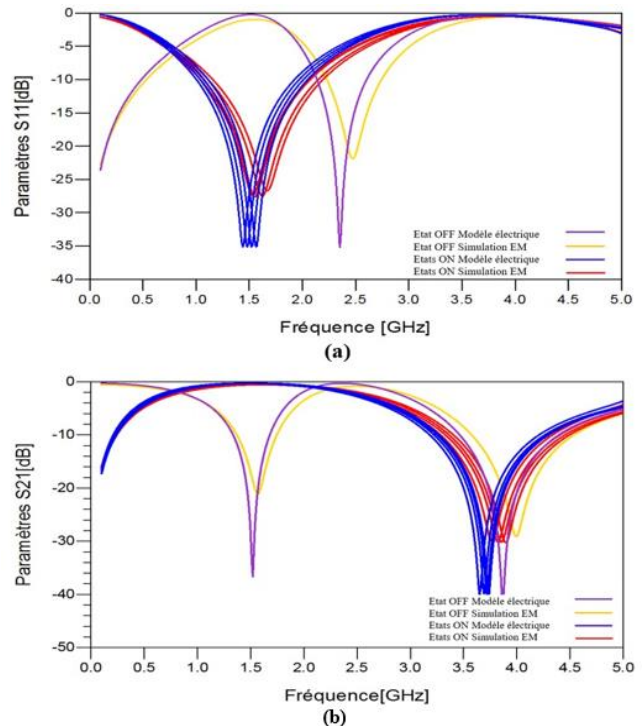 0
-5
-10
-15
-20
-25
-30
-35
-40
Paramètres S11[dB]
Etat OFF Modèle électrique
Etat OFF Simulation EM
Etats ON Modèle électrique
Etats ON Simulation EM
0.0 0.5 1.0 1.5 2.0 2.5 3.0 3.5 4.0 4.5 5.0
Fréquence [GHz]
(a)
0
-10
-20
-30
-40
-50
Paramètres S21[dB]
Etat OFF Modèle électrique
Etat OFF Simulation EM
Etats ON Modèle électrique
Etats ON Simulation EM
0.0 0.5 1.0 1.5 2.0 2.5 3.0 3.5 4.0 4.5 5.0
Fréquence[GHz]
(b)